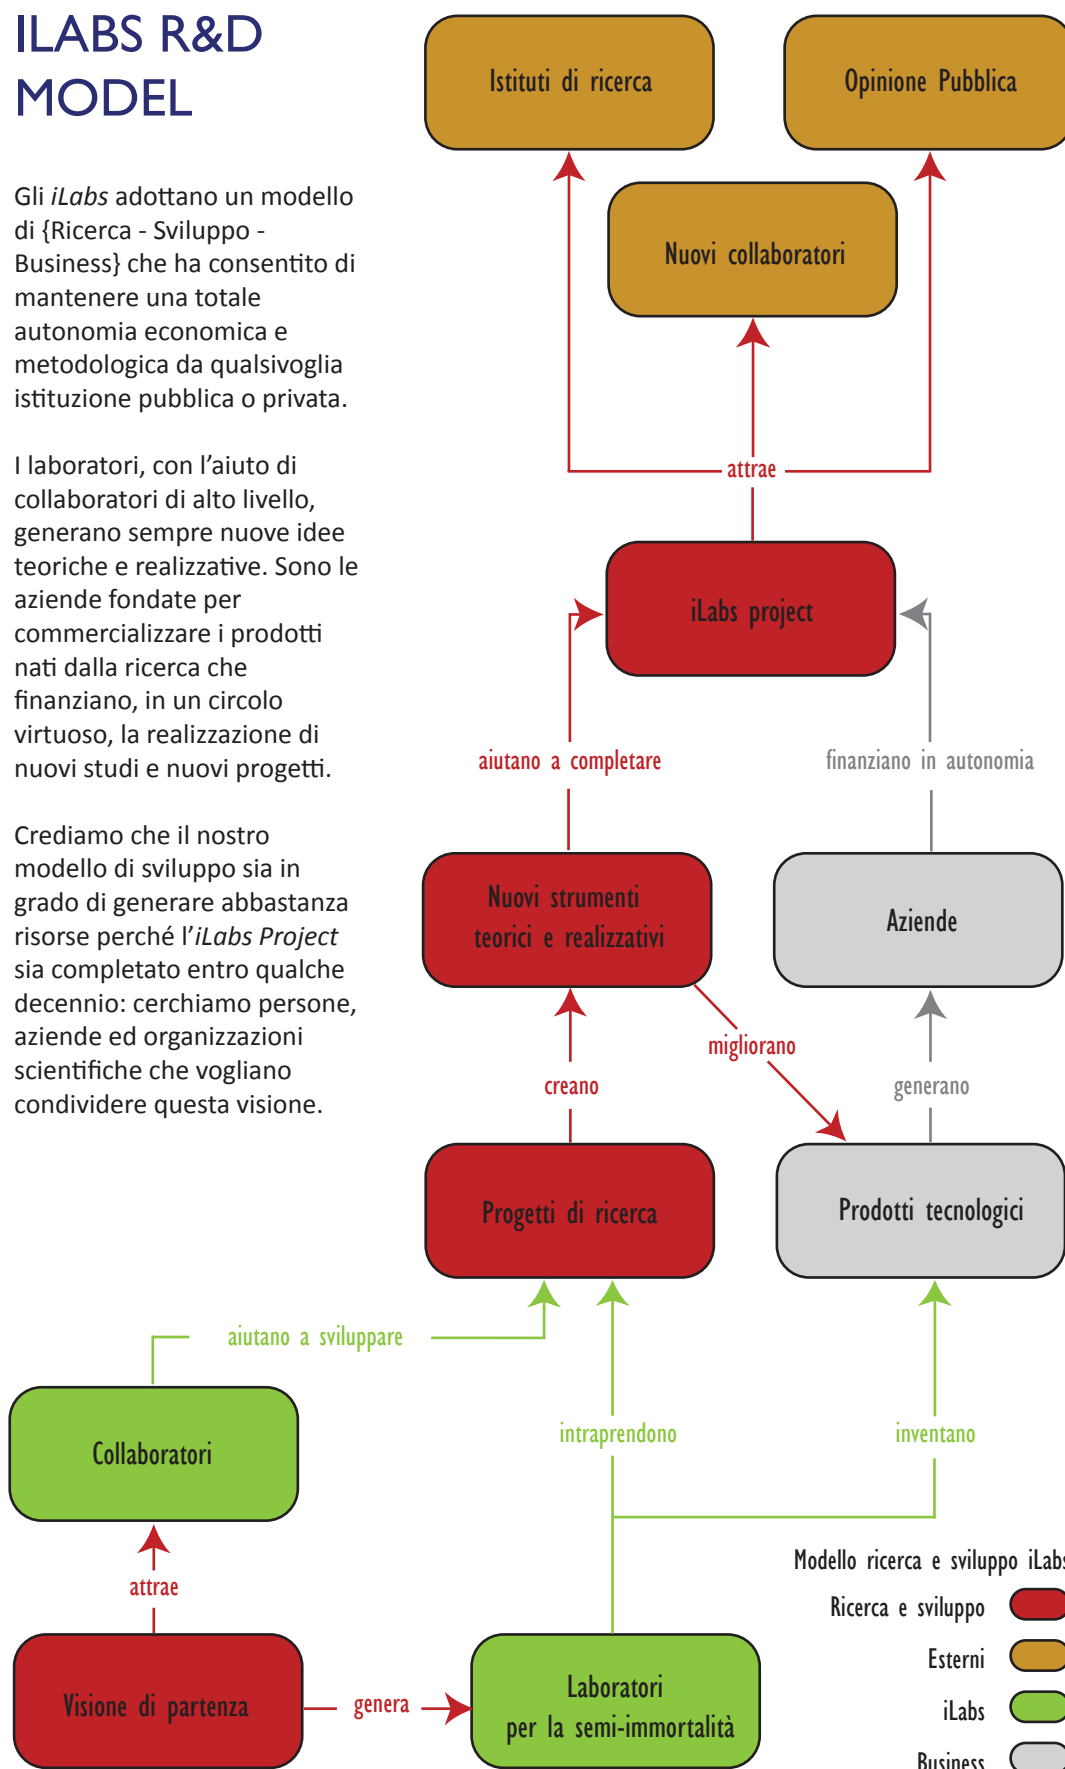 ILABS R&D
MODEL
Gli iLabs adottano un modello
di {Ricerca - Sviluppo -
Business} che ha consentito di
mantenere una totale
autonomia economica e
metodologica da qualsivoglia
istituzione pubblica o privata.
I laboratori, con l’aiuto di
collaboratori di alto livello,
generano sempre nuove idee
teoriche e realizzative. Sono le
aziende fondate per
commercializzare i prodotti
nati dalla ricerca che
finanziano, in un circolo
virtuoso, la realizzazione di
nuovi studi e nuovi progetti.
Crediamo che il nostro
modello di sviluppo sia in
grado di generare abbastanza
risorse perché l’iLabs Project
sia completato entro qualche
decennio: cerchiamo persone,
aziende ed organizzazioni
scientifiche che vogliano
condividere questa visione.
Istituti di ricerca
Opinione Pubblica
Nuovi collaboratori
attrae
iLabs project
aiutano a completare
finanziano in autonomia
Nuovi strumenti
teorici e realizzativi
Aziende
migliorano
creano
generano
Progetti di ricerca
Prodotti tecnologici
aiutano a sviluppare
Collaboratori
intraprendono
inventano
attrae
Visione di partenza
genera
Laboratori
per la semi-immortalità
Modello ricerca e sviluppo iLabs
Ricerca e sviluppo
Esterni
iLabs
Business